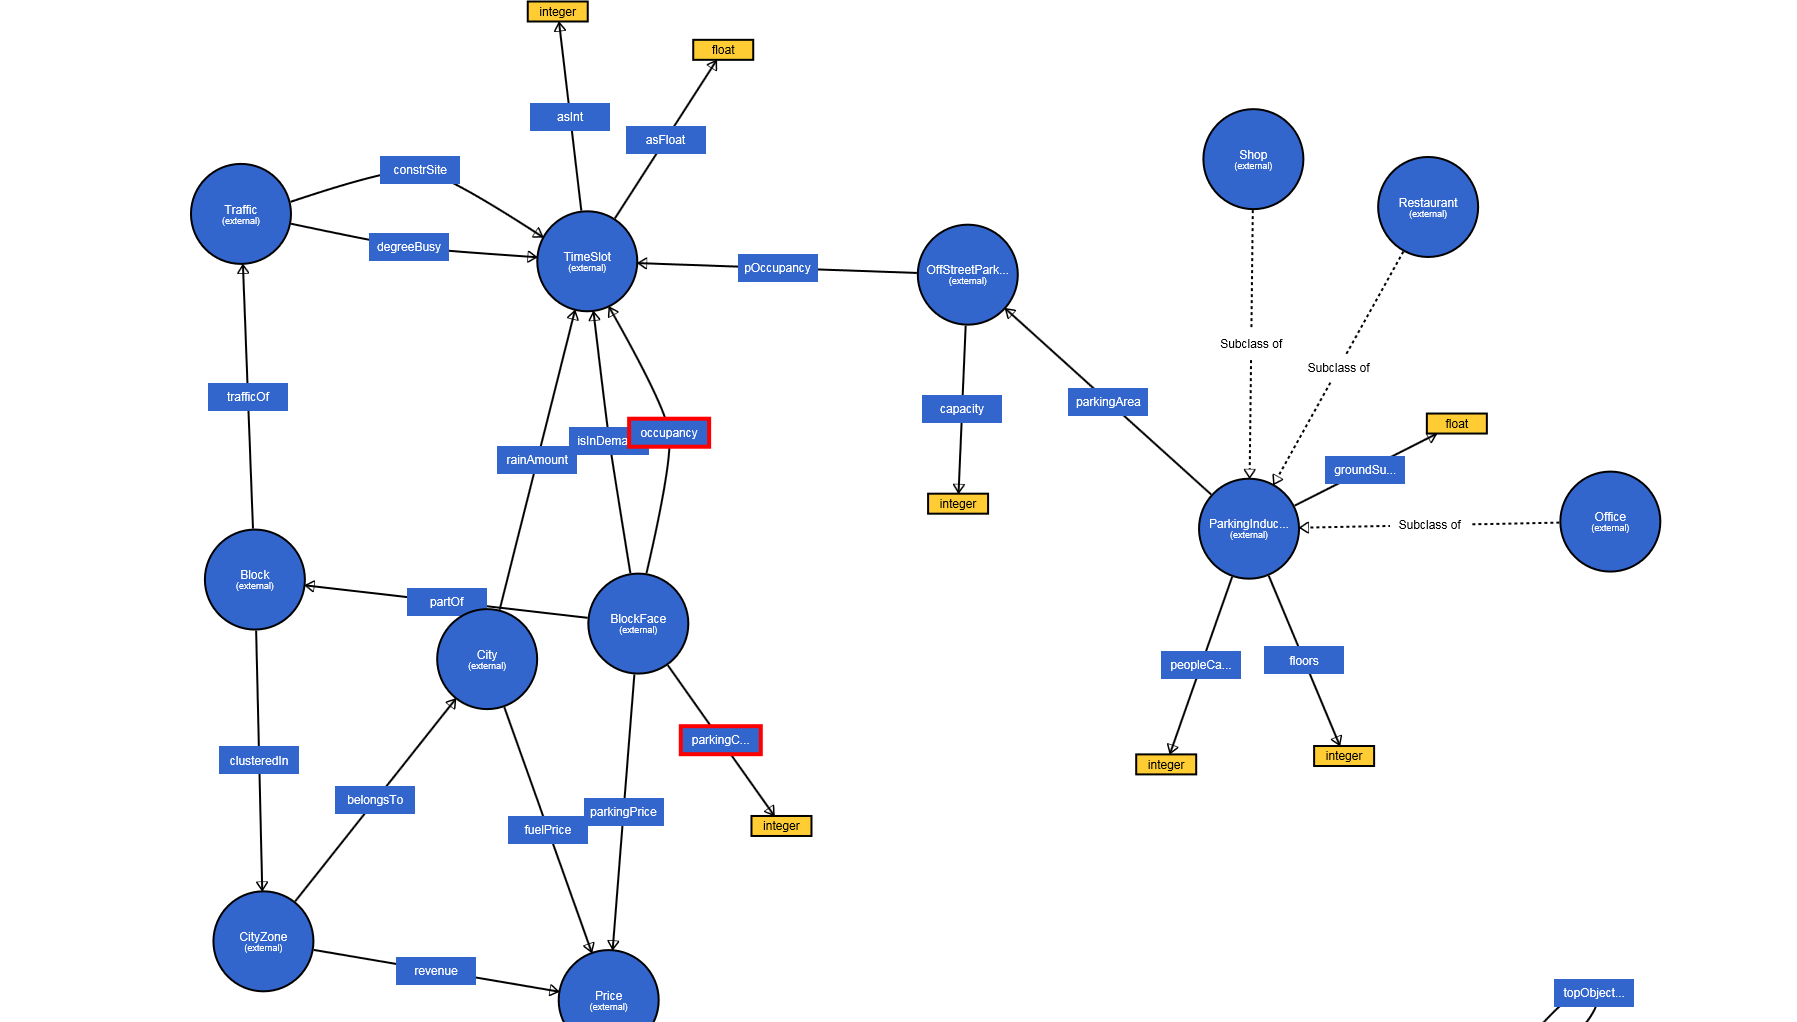 integer
float
asInt
asFloat
Shop
(external)
constrSite
Restaurant
(external)
Traffic
(external)
degreeBusy
TimeSlot
(external)
pOccupancy
OffStreetPark...
(external)
Subclass of
Subclass of
trafficOf
parkingArea
capacity
float
occupancy
isInDema
rainAmount
groundSu...
integer
ParkingInduc...
(external)
Subclass of
Office
(external)
Block
(external)
partOf
BlockFace
(external)
City
(external)
peopleCa...
floors
parkingC...
integer
integer
clusteredIn
belongsTo
parkingPrice
fuelPrice
integer
CityZone
(external)
revenue
Price
(external)
topObject...